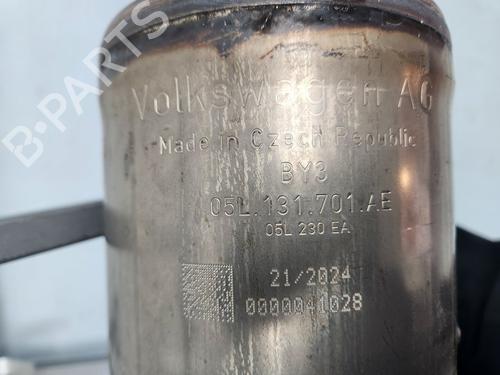 B-PARTS
Volkswagen AG
Made in Czech Republic
BY3
05L.131.701.AE
05L 230 EA
21/2024
0000041028